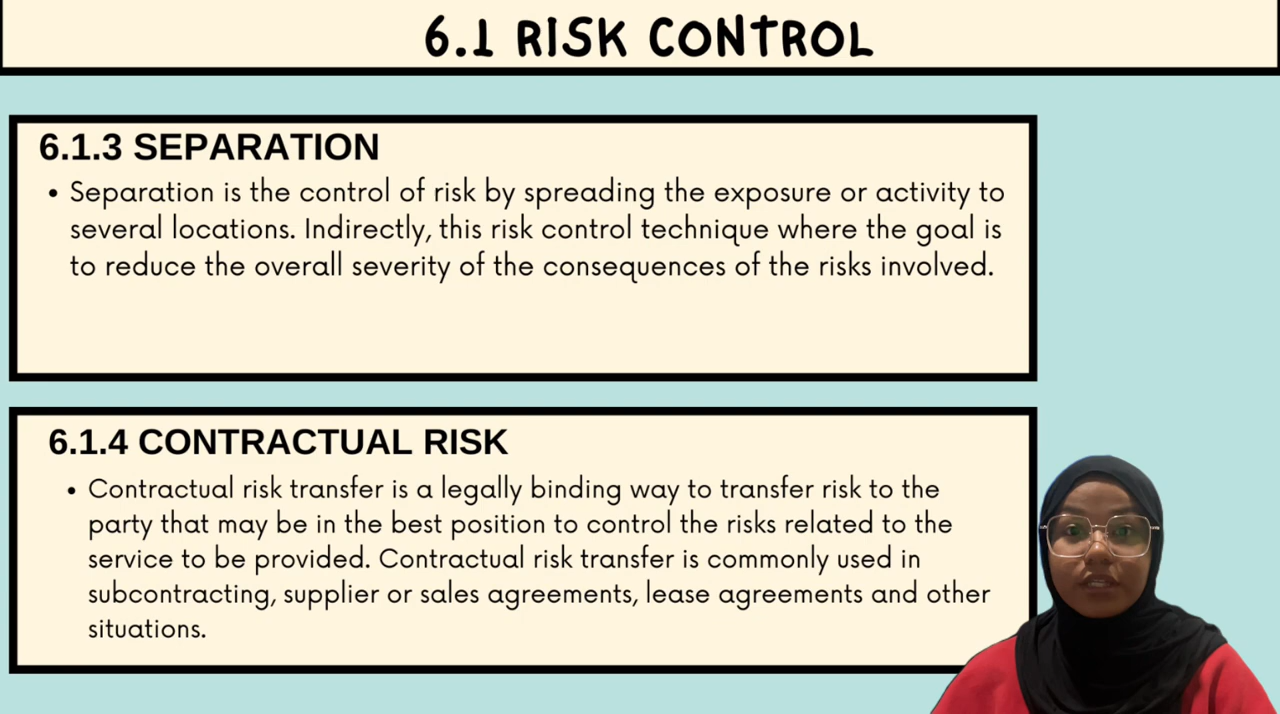 6.1 RISK CONTROL
6.1.3 SEPARATION
• Separation is the control of risk by spreading the exposure or activity to
several locations. Indirectly, this risk control technique where the goal is
to reduce the overall severity of the consequences of the risks involved.
6.1.4 CONTRACTUAL RISK
• Contractual risk transfer is a legally binding way to transfer risk to the
party that may be in the best position to control the risks related to the
service to be provided. Contractual risk transfer is commonly used in
subcontracting, supplier or sales agreements, lease agreements and other
situations.